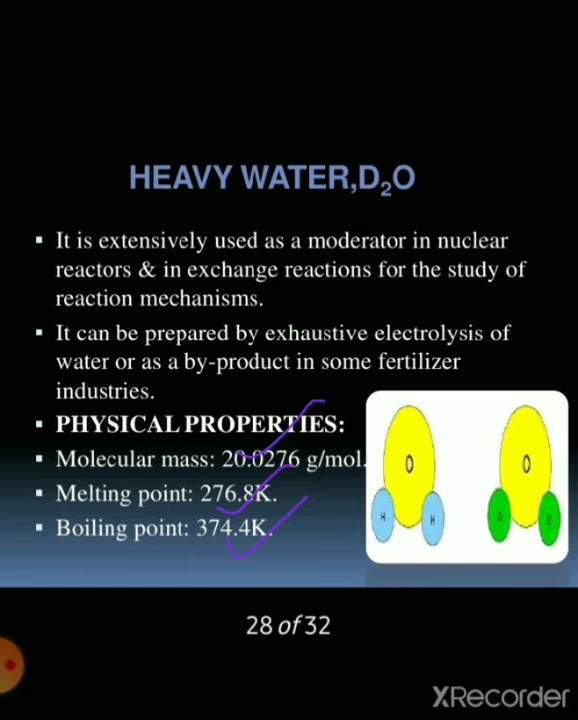 HEAVY WATER,D₂O
▪ It is extensively used as a moderator in nuclear
reactors & in exchange reactions for the study of
reaction mechanisms.
▪ It can be prepared by exhaustive electrolysis of
water or as a by-product in some fertilizer
industries.
▪ PHYSICAL PROPERTIES:
▪ Molecular mass: 20.0276 g/mol.
▪ Melting point: 276.8K.
▪ Boiling point: 374.4K.
O O
H H D D
28 of 32
XRecorder